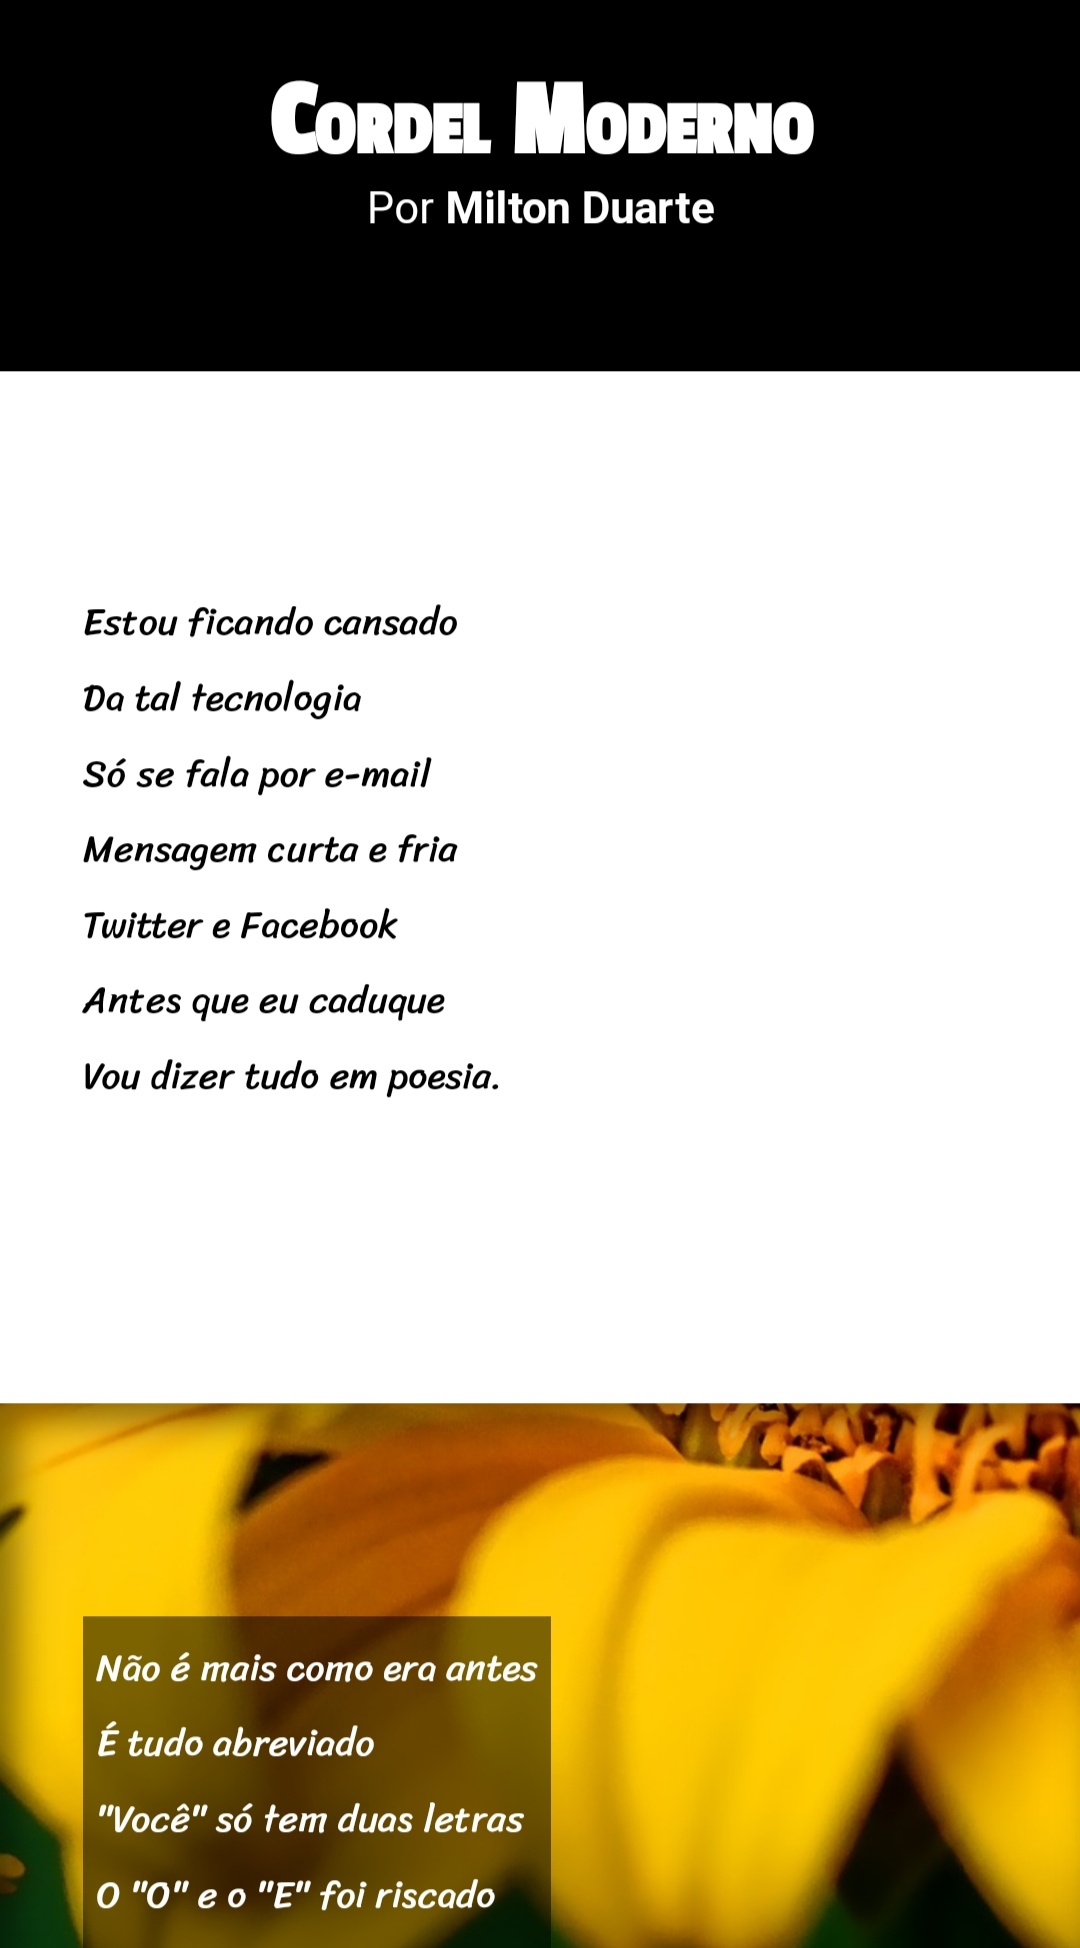 Cordel Moderno
Por Milton Duarte
Estou ficando cansado
Da tal tecnologia
Só se fala por e-mail
Mensagem curta e fria
Twitter e Facebook
Antes que eu caduque
Vou dizer tudo em poesia.
Não é mais como era antes
É tudo abreviado
"Você" só tem duas letras
O "O" e o "E" foi riscado